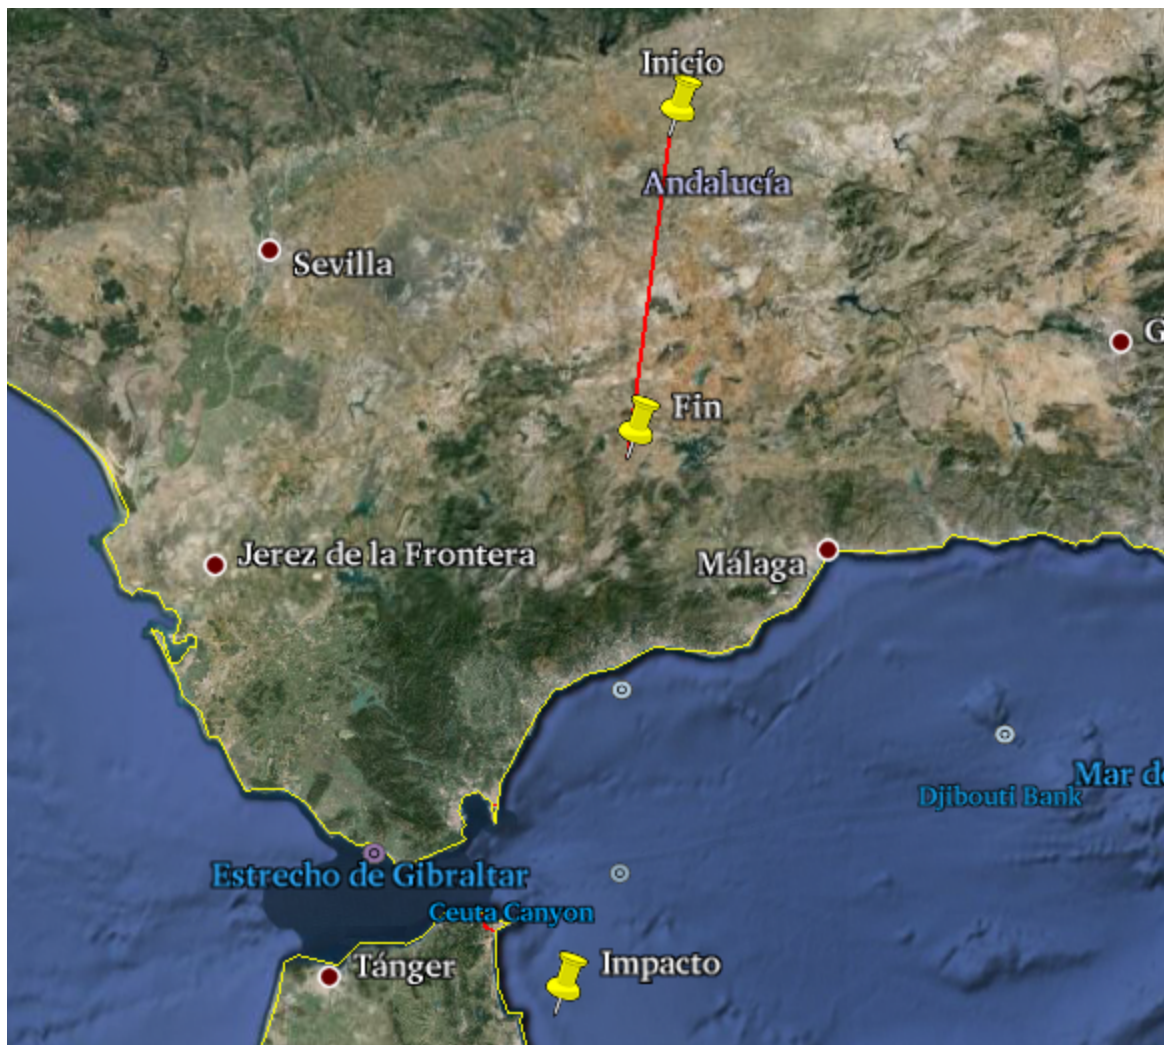 Inicio
Andalucía
Sevilla
G
Fin
Jerez de la Frontera
Málaga
Mar de
Djibouti Bank
Estrecho de Gibraltar
Ceuta Canyon
Tánger
Impacto